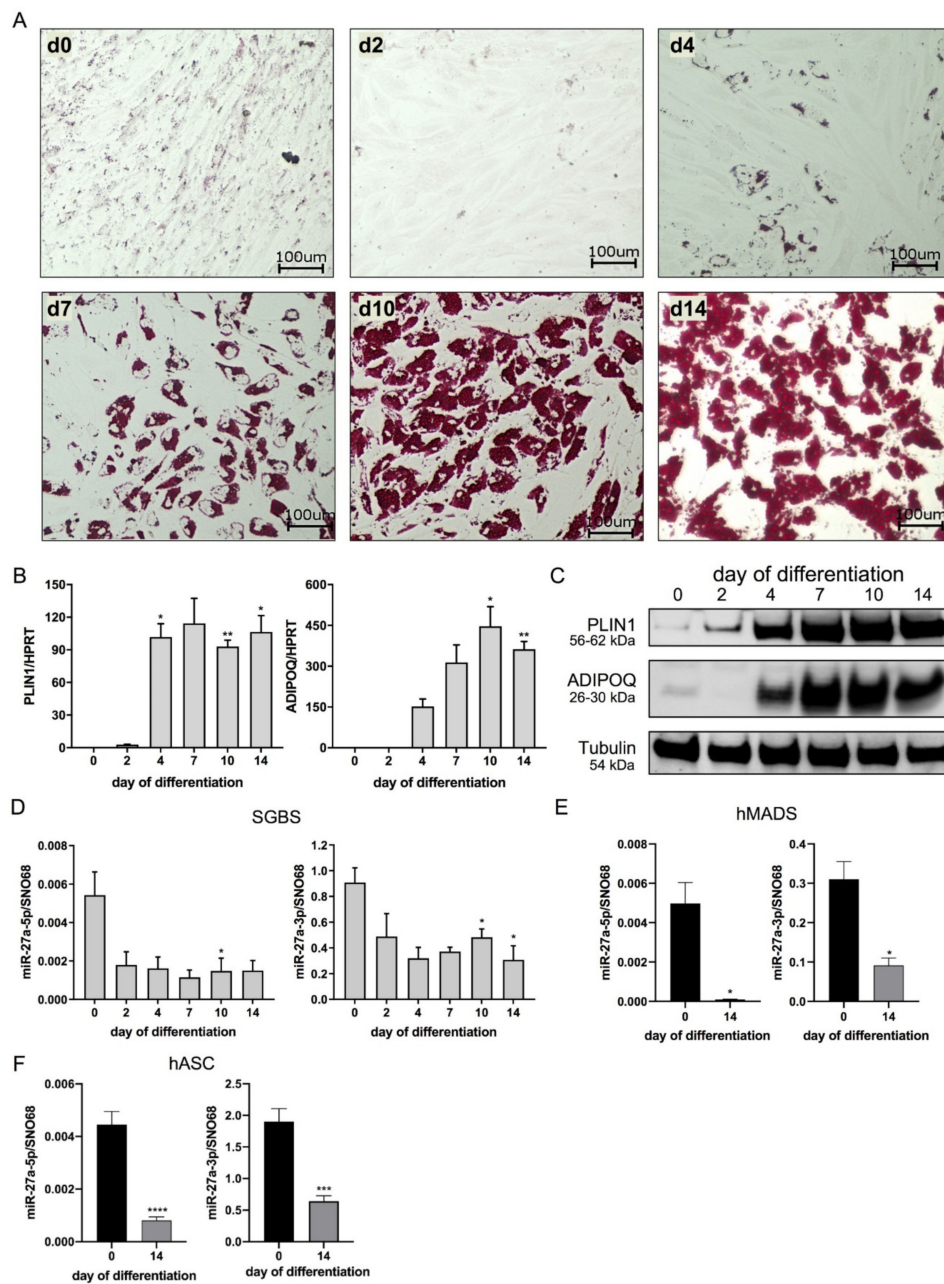 A
d0
d2
d4
100um
100um
100um
d7
d10
d14
100um
100um
100um
B
PLIN1/HPRT
150
120
90
60
30
0
0 2 4 7 10 14
* * ** *
day of differentiation
ADIPOQ/HPRT
600
450
300
150
0
0 2 4 7 10 14
* **
day of differentiation
C
day of differentiation
0 2 4 7 10 14
PLIN1
56-62 kDa
ADIPOQ
26-30 kDa
Tubulin
54 kDa
D
SGBS
miR-27a-5p/SNO68
0.008
0.006
0.004
0.002
0.000
*
0 2 4 7 10 14
day of differentiation
miR-27a-3p/SNO68
1.2
1.0
0.8
0.6
0.4
0.2
0.0
* *
0 2 4 7 10 14
day of differentiation
E
hMADS
miR-27a-5p/SNO68
0.008
0.006
0.004
0.002
0.000
*
0 14
day of differentiation
miR-27a-3p/SNO68
0.4
0.3
0.2
0.1
0.0
*
0 14
day of differentiation
F
hASC
miR-27a-5p/SNO68
0.006
0.004
0.002
0.000
****
0 14
day of differentiation
miR-27a-3p/SNO68
2.5
2.0
1.5
1.0
0.5
0.0
***
0 14
day of differentiation